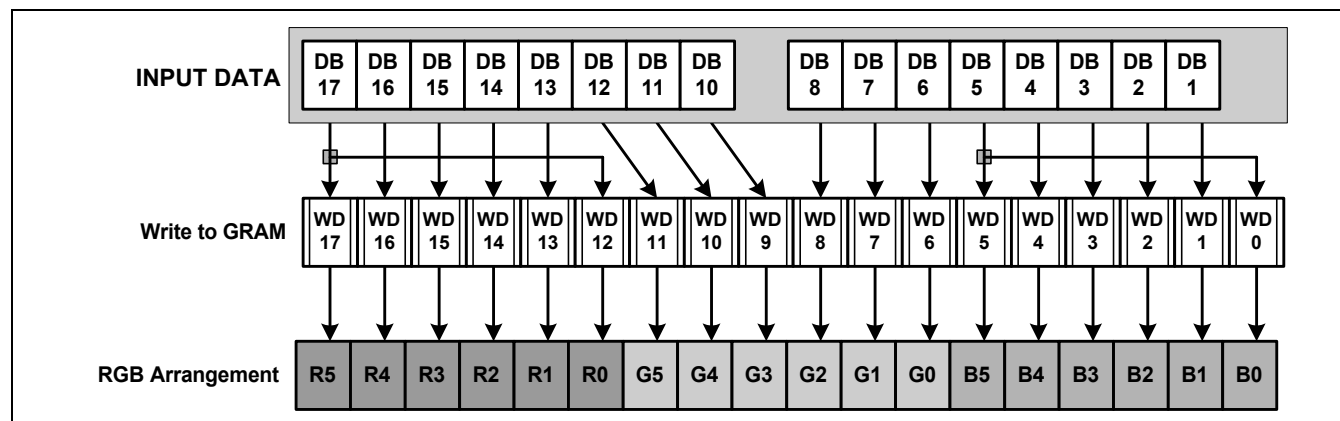 DB DB DB DB DB DB DB DB DB DB DB DB DB DB DB DB
INPUT DATA 17 16 15 14 13 12 11 10 8 7 6 5 4 3 2 1
WD WD WD WD WD WD WD WD WD WD WD WD WD WD WD WD WD WD
Write to GRAM 17 16 15 14 13 12 11 10 9 8 7 6 5 4 3 2 1 0
RGB Arrangement R5 R4 R3 R2 R1 R0 G5 G4 G3 G2 G1 G0 B5 B4 B3 B2 B1 B0